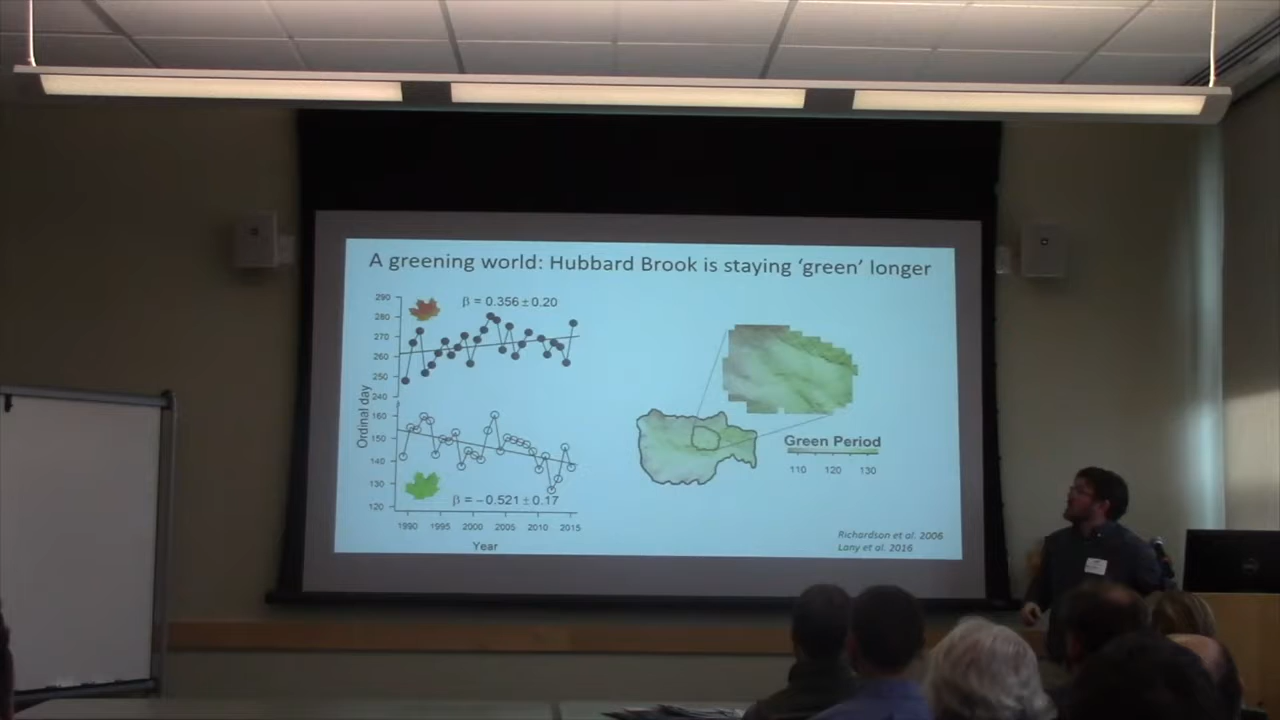 A greening world: Hubbard Brook is staying ‘green’ longer
290
280
270
260
250
240
β = 0.356 ± 0.20
Ordinal day
160
150
140
130
120
β = −0.521 ± 0.17
1990 1995 2000 2005 2010 2015
Year
Green Period
110 120 130
Richardson et al. 2006
Lany et al. 2016